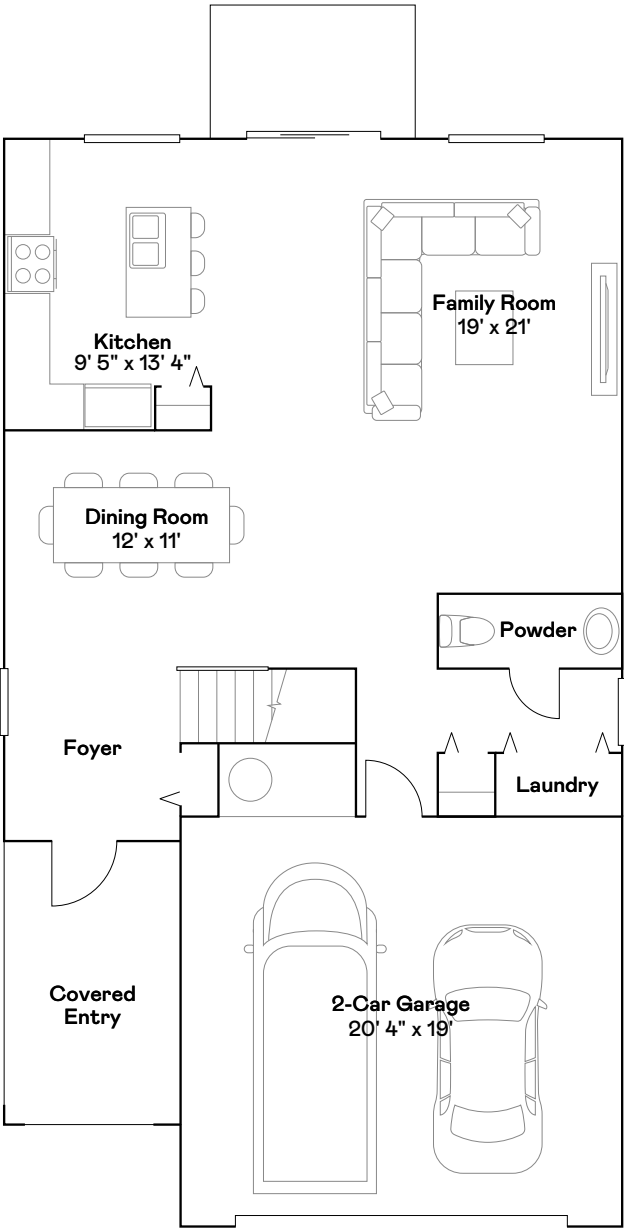 Family Room
19' x 21'
Kitchen
9' 5" x 13' 4"
Dining Room
12' x 11'
Powder
Foyer
Laundry
Covered
Entry
2-Car Garage
20' 4" x 19'